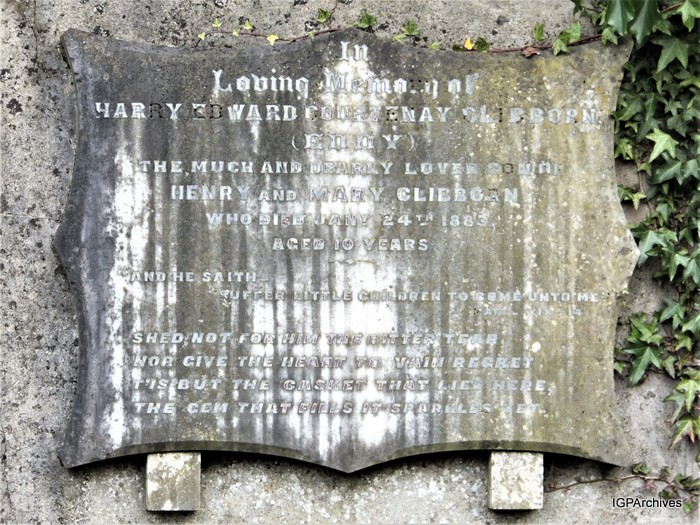 In
Loving Memory of
HARRY EDWARD COURTENAY CLIBBORN,
(EDDY)
THE MUCH AND DEARLY LOVED SON OF
HENRY AND MARY CLIBBORN
WHO DIED JANY 24TH 1883,
AGED 10 YEARS
"AND HE SAITH
"UFFER LITTLE CHILDREN TO COME UNTO ME"
SHED NOT FOR HIM THE BITTER TEAR,
NOR GIVE THE HEART TO VAIN REGRET
T'IS BUT THE CASKET THAT LIES HERE,
THE GEM THAT FILLS IT SPARKLES YET.
IGPArchives